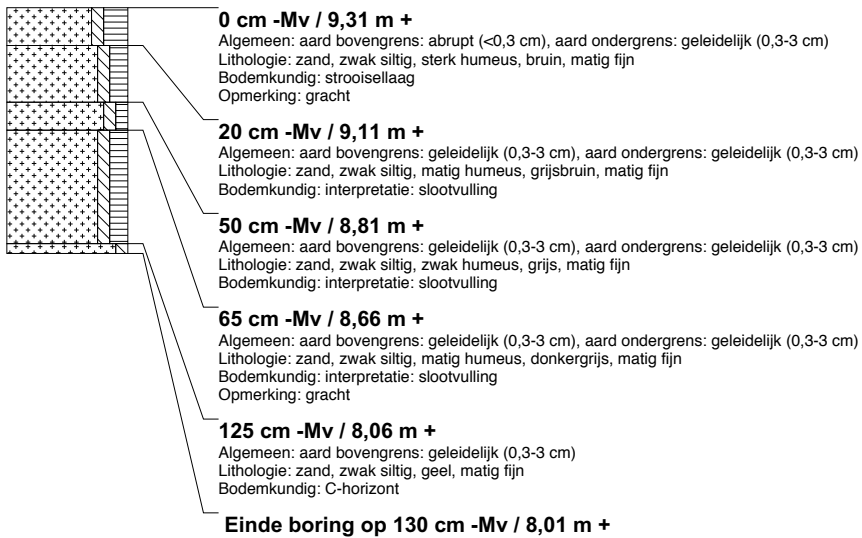 0 cm -Mv / 9,31 m +
Algemeen: aard bovengrens: abrupt (<0,3 cm), aard ondergrens: geleidelijk (0,3-3 cm)
Lithologie: zand, zwak siltig, sterk humeus, bruin, matig fijn
Bodemkundig: strooisellaag
Opmerking: gracht
20 cm -Mv / 9,11 m +
Algemeen: aard bovengrens: geleidelijk (0,3-3 cm), aard ondergrens: geleidelijk (0,3-3 cm)
Lithologie: zand, zwak siltig, matig humeus, grijsbruin, matig fijn
Bodemkundig: interpretatie: slootvulling
50 cm -Mv / 8,81 m +
Algemeen: aard bovengrens: geleidelijk (0,3-3 cm), aard ondergrens: geleidelijk (0,3-3 cm)
Lithologie: zand, zwak siltig, zwak humeus, grijs, matig fijn
Bodemkundig: interpretatie: slootvulling
65 cm -Mv / 8,66 m +
Algemeen: aard bovengrens: geleidelijk (0,3-3 cm), aard ondergrens: geleidelijk (0,3-3 cm)
Lithologie: zand, zwak siltig, matig humeus, donkergrijs, matig fijn
Bodemkundig: interpretatie: slootvulling
Opmerking: gracht
125 cm -Mv / 8,06 m +
Algemeen: aard bovengrens: geleidelijk (0,3-3 cm)
Lithologie: zand, zwak siltig, geel, matig fijn
Bodemkundig: C-horizont
Einde boring op 130 cm -Mv / 8,01 m +